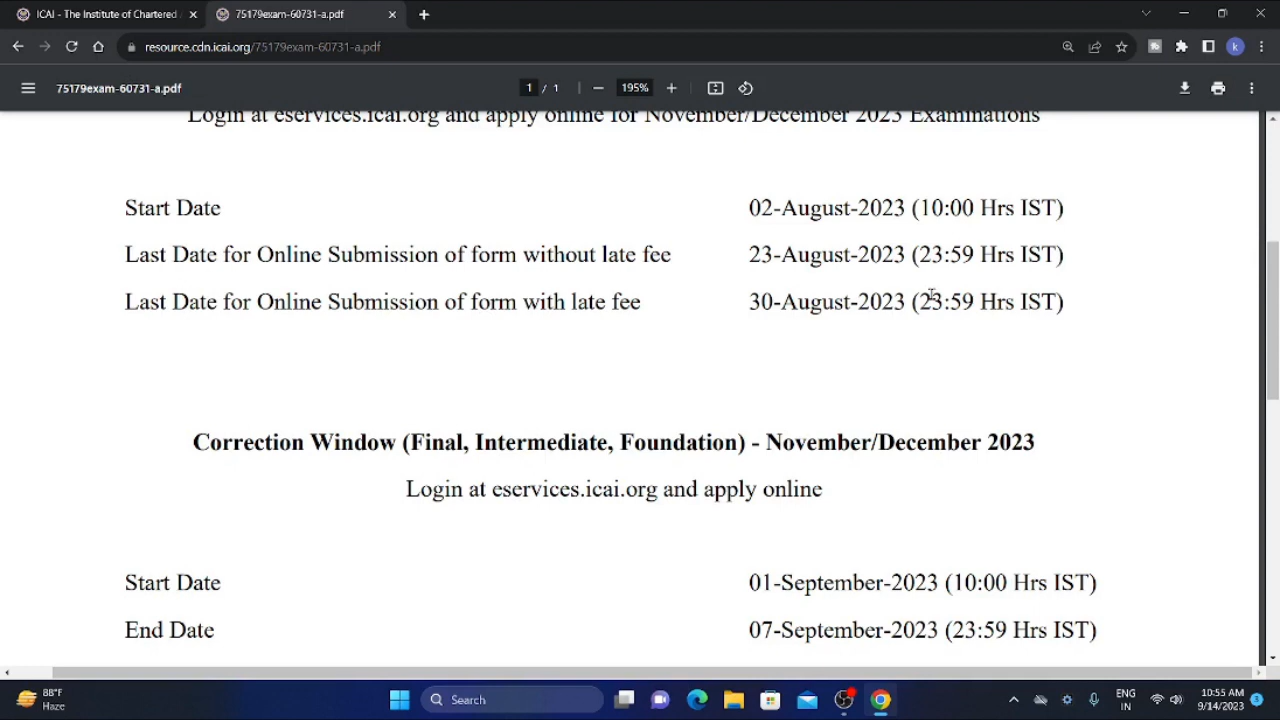 ICAI - The Institute of Chartered
75179exam-60731-a.pdf
resource.cdn.icai.org/75179exam-60731-a.pdf
75179exam-60731-a.pdf
1 / 1
195%
Login at eservices.icai.org and apply online for November/December 2023 Examinations
Start Date 02-August-2023 (10:00 Hrs IST)
Last Date for Online Submission of form without late fee 23-August-2023 (23:59 Hrs IST)
Last Date for Online Submission of form with late fee 30-August-2023 (23:59 Hrs IST)
Correction Window (Final, Intermediate, Foundation) - November/December 2023
Login at eservices.icai.org and apply online
Start Date 01-September-2023 (10:00 Hrs IST)
End Date 07-September-2023 (23:59 Hrs IST)
88°F
Haze
Search
ENG
IN
10:55 AM
9/14/2023